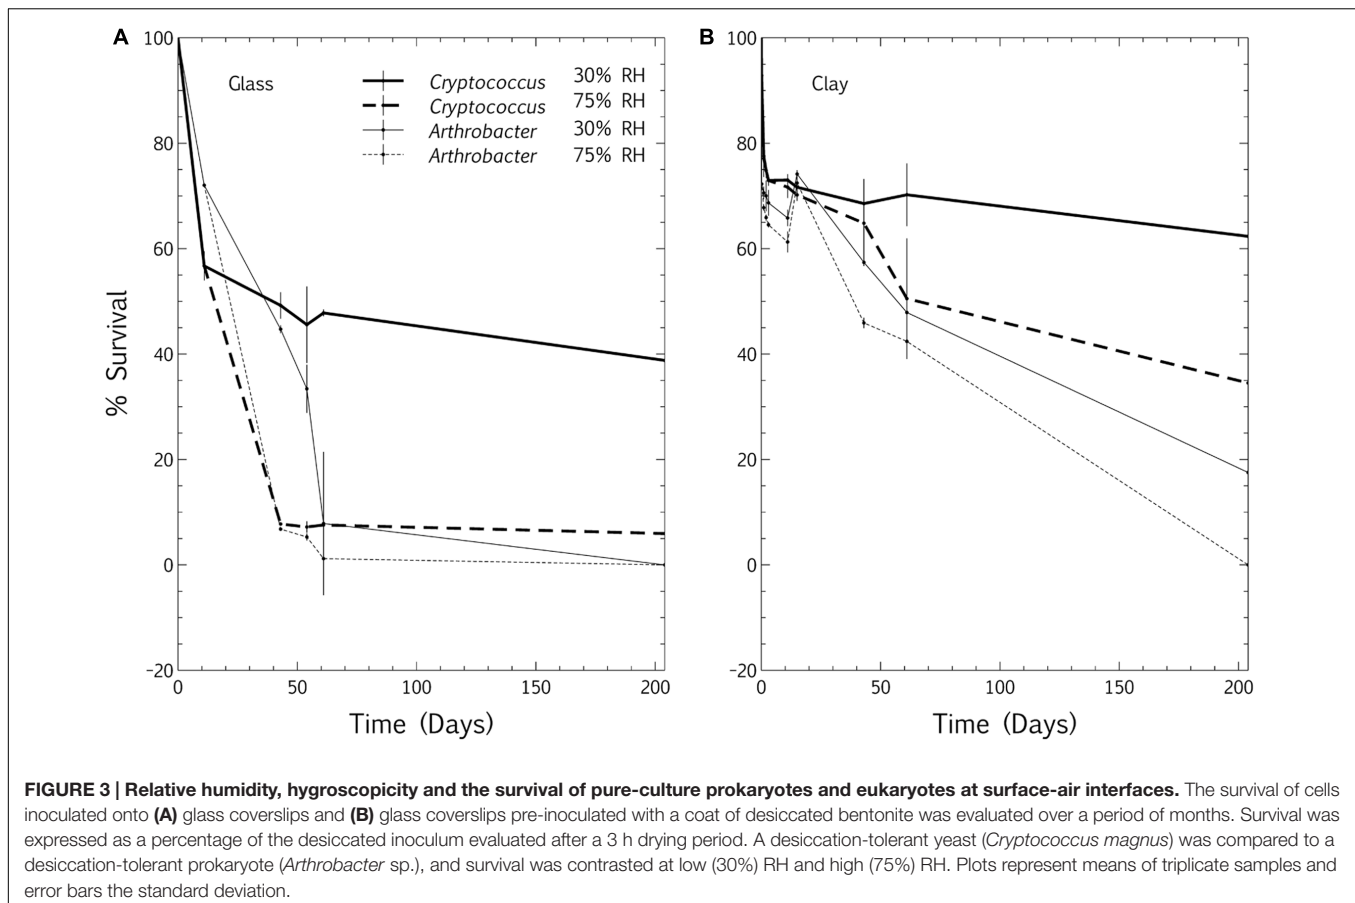 A
B
Glass
Cryptococcus 30% RH
Cryptococcus 75% RH
Arthrobacter 30% RH
Arthrobacter 75% RH
Clay
% Survival
100
80
60
40
20
0
-20
0 50 100 150 200
Time (Days)
100
80
60
40
20
0
-20
0 50 100 150 200
Time (Days)
FIGURE 3 | Relative humidity, hygroscopicity and the survival of pure-culture prokaryotes and eukaryotes at surface-air interfaces. The survival of cells
inoculated onto (A) glass coverslips and (B) glass coverslips pre-inoculated with a coat of desiccated bentonite was evaluated over a period of months. Survival was
expressed as a percentage of the desiccated inoculum evaluated after a 3 h drying period. A desiccation-tolerant yeast (Cryptococcus magnus) was compared to a
desiccation-tolerant prokaryote (Arthrobacter sp.), and survival was contrasted at low (30%) RH and high (75%) RH. Plots represent means of triplicate samples and
error bars the standard deviation.